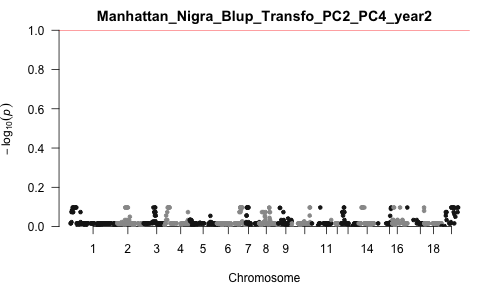 Manhattan_Nigra_Blup_Transfo_PC2_PC4_year2
1.0
0.8
0.6
0.4
0.2
0.0
− log10(p)
1 2 3 4 5 6 7 8 9 11 14 16 18
Chromosome